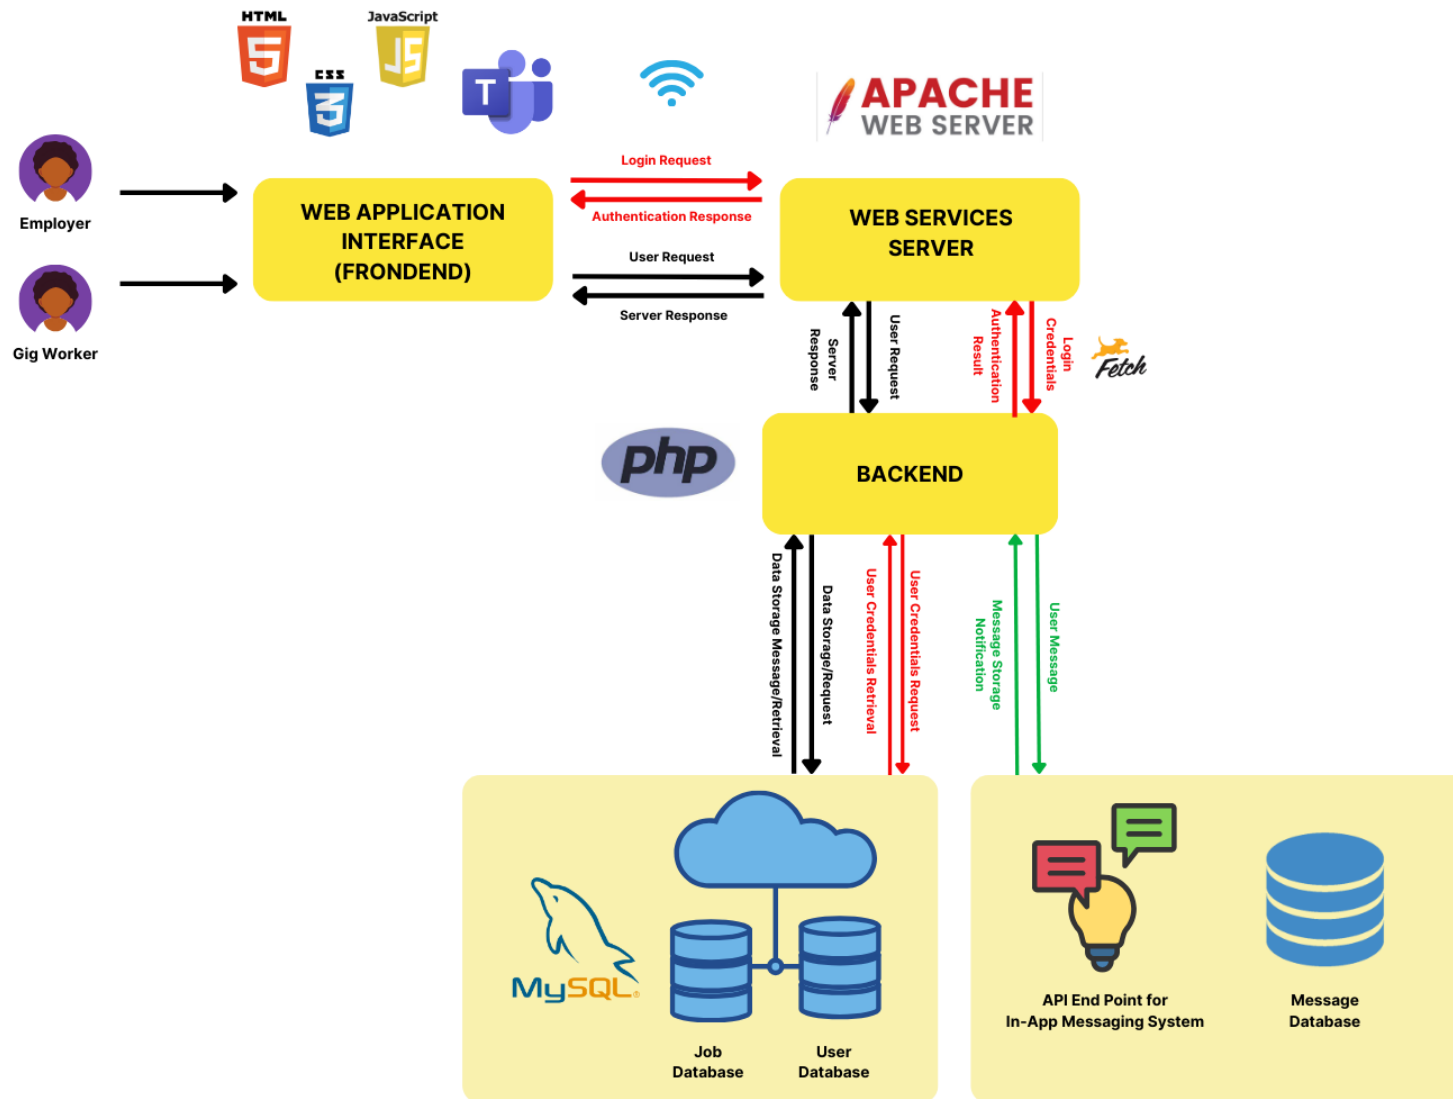 HTML
5
CSS
3
JavaScript
JS
T
APACHE
WEB SERVER
Employer
Gig Worker
WEB APPLICATION
INTERFACE
(FRONDEND)
Login Request
Authentication Response
User Request
Server Response
WEB SERVICES
SERVER
Server
Response
User Request
Authentication
Result
Login
Credentials
Fetch
php
BACKEND
Data Storage Message/Retrieval
Data Storage/Request
User Credentials Retrieval
User Credentials Request
Message Storage
Notification
User Message
MySQL®
Job
Database
User
Database
API End Point for
In-App Messaging System
Message
Database